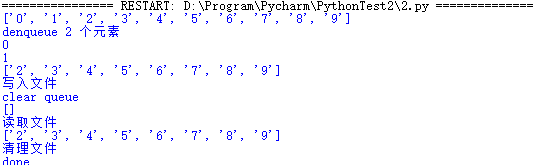 =============== RESTART: D:\Program\Pycharm\PythonTest2\2.py ===============
['0', '1', '2', '3', '4', '5', '6', '7', '8', '9']
denqueue 2 个元素
0
1
['2', '3', '4', '5', '6', '7', '8', '9']
写入文件
clear queue
[]
读取文件
['2', '3', '4', '5', '6', '7', '8', '9']
清理文件
done